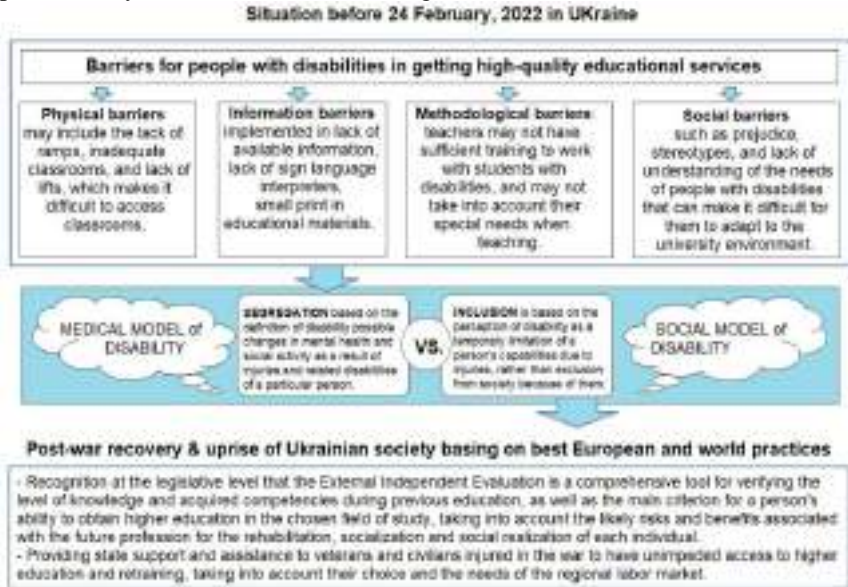 Situation before 24 February, 2022 in UKraine
Barriers for people with disabilities in getting high-quality educational services
Physical barriers
may include the lack of
ramps, inadequate
classrooms, and lack of
lifts, which makes it
difficult to access
classrooms.
Information barriers
implemented in lack of
available information,
lack of sign language
interpreters,
small print in
educational materials.
Methodological barriers
teachers may not have
sufficient training to work
with students with
disabilities, and may not
take into account their
special needs when
teaching
Social barriers
such as prejudice,
stereotypes, and lack of
understanding of the needs
of people with disabilities
that can make it difficult for
them to adapt to the
university environment.
MEDICAL MODEL of
DISABILITY
SEGREGATION based on the
definition of disability possible
changes in mental health and
social activity as a result of
injuries and related disabilities
of a particular person.
VS.
INCLUSION is based on the
perception of disability as a
temporary limitation of a
person's capabilities due to
injuries, rather than exclusion
from society because of them.
SOCIAL MODEL of
DISABILITY
Post-war recovery & uprise of Ukrainian society basing on best European and world practices
- Recognition at the legislative level that the External Independent Evaluation is a comprehensive tool for verifying the
level of knowledge and acquired competencies during previous education, as well as the main criterion for a person's
ability to obtain higher education in the chosen field of study, taking into account the likely risks and benefits associated
with the future profession for the rehabilitation, socialization and social realization of each individual.
- Providing state support and assistance to veterans and civilians injured in the war to have unimpeded access to higher
education and retraining, taking into account their choice and the needs of the regional labor market.